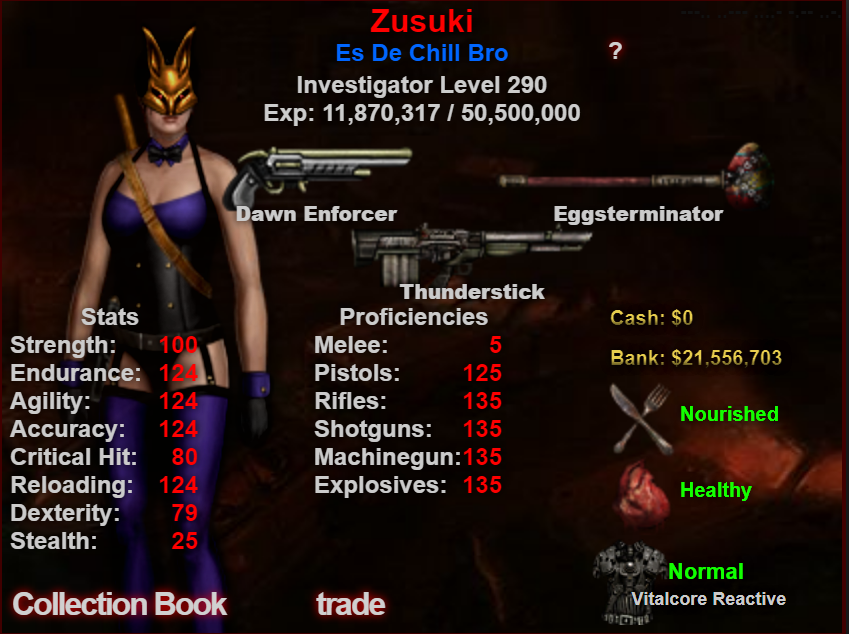 Zusuki
Es De Chill Bro
?
Investigator Level 290
Exp: 11,870,317 / 50,500,000
Dawn Enforcer
Eggsterminator
Thunderstick
Stats
Strength: 100
Endurance: 124
Agility: 124
Accuracy: 124
Critical Hit: 80
Reloading: 124
Dexterity: 79
Stealth: 25
Proficiencies
Melee: 5
Pistols: 125
Rifles: 135
Shotguns: 135
Machinegun: 135
Explosives: 135
Cash: $0
Bank: $21,556,703
Nourished
Healthy
Normal
Vitalcore Reactive
Collection Book
trade